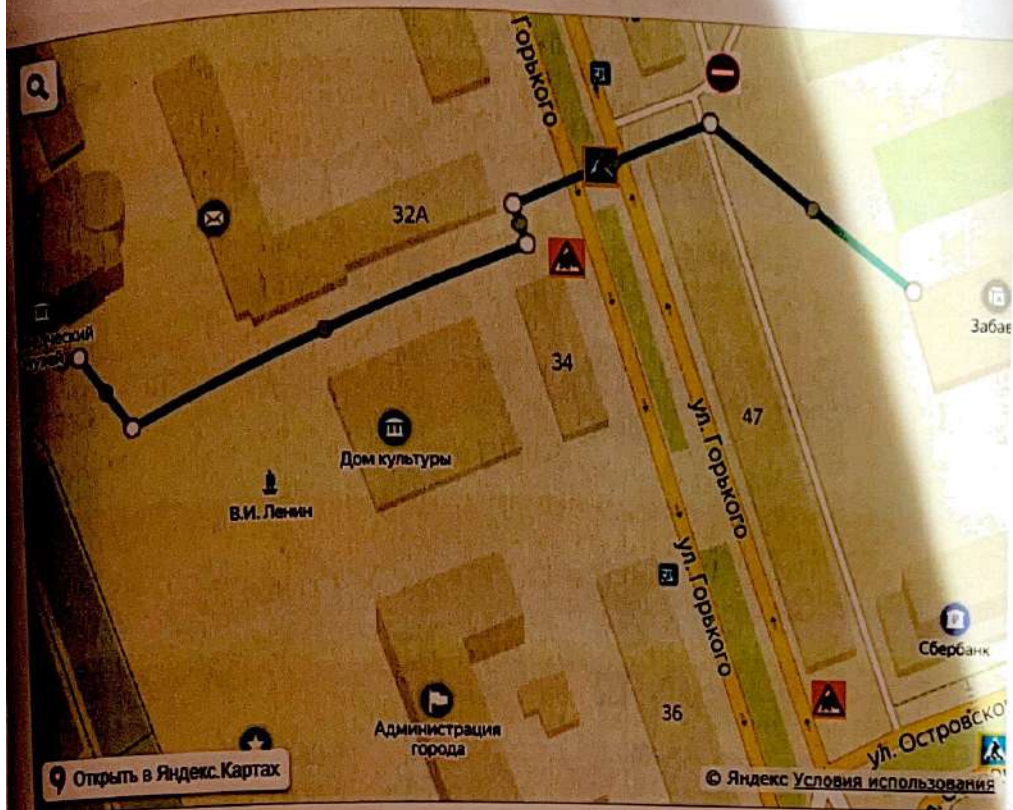 Горького
32А
Забав
34
47
Дом культуры
ул. Горького
В.И. Ленин
ул. Горького
Сбербанк
36
Администрация
города
ул. Островско
Открыть в Яндекс.Картах
© Яндекс Условия использования